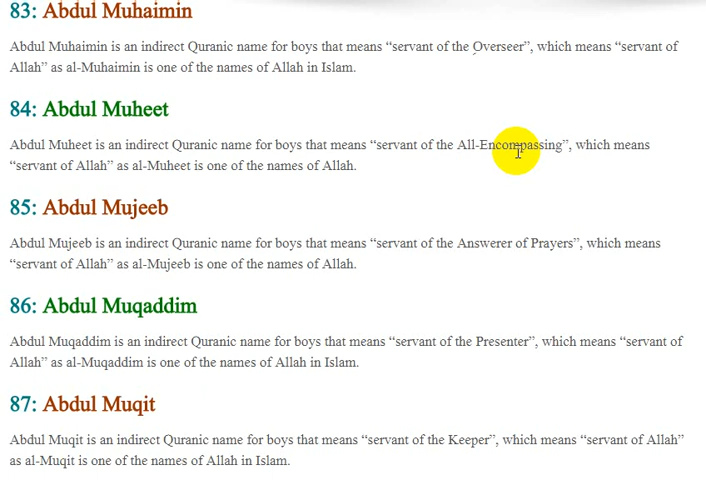 83: Abdul Muhaimin
Abdul Muhaimin is an indirect Quranic name for boys that means “servant of the Overseer”, which means “servant of
Allah” as al-Muhaimin is one of the names of Allah in Islam.
84: Abdul Muheet
Abdul Muheet is an indirect Quranic name for boys that means “servant of the All-Encompassing”, which means
“servant of Allah” as al-Muheet is one of the names of Allah.
85: Abdul Mujeeb
Abdul Mujeeb is an indirect Quranic name for boys that means “servant of the Answerer of Prayers”, which means
“servant of Allah” as al-Mujeeb is one of the names of Allah.
86: Abdul Muqaddim
Abdul Muqaddim is an indirect Quranic name for boys that means “servant of the Presenter”, which means “servant of
Allah” as al-Muqaddim is one of the names of Allah in Islam.
87: Abdul Muqit
Abdul Muqit is an indirect Quranic name for boys that means “servant of the Keeper”, which means “servant of Allah”
as al-Muqit is one of the names of Allah in Islam.